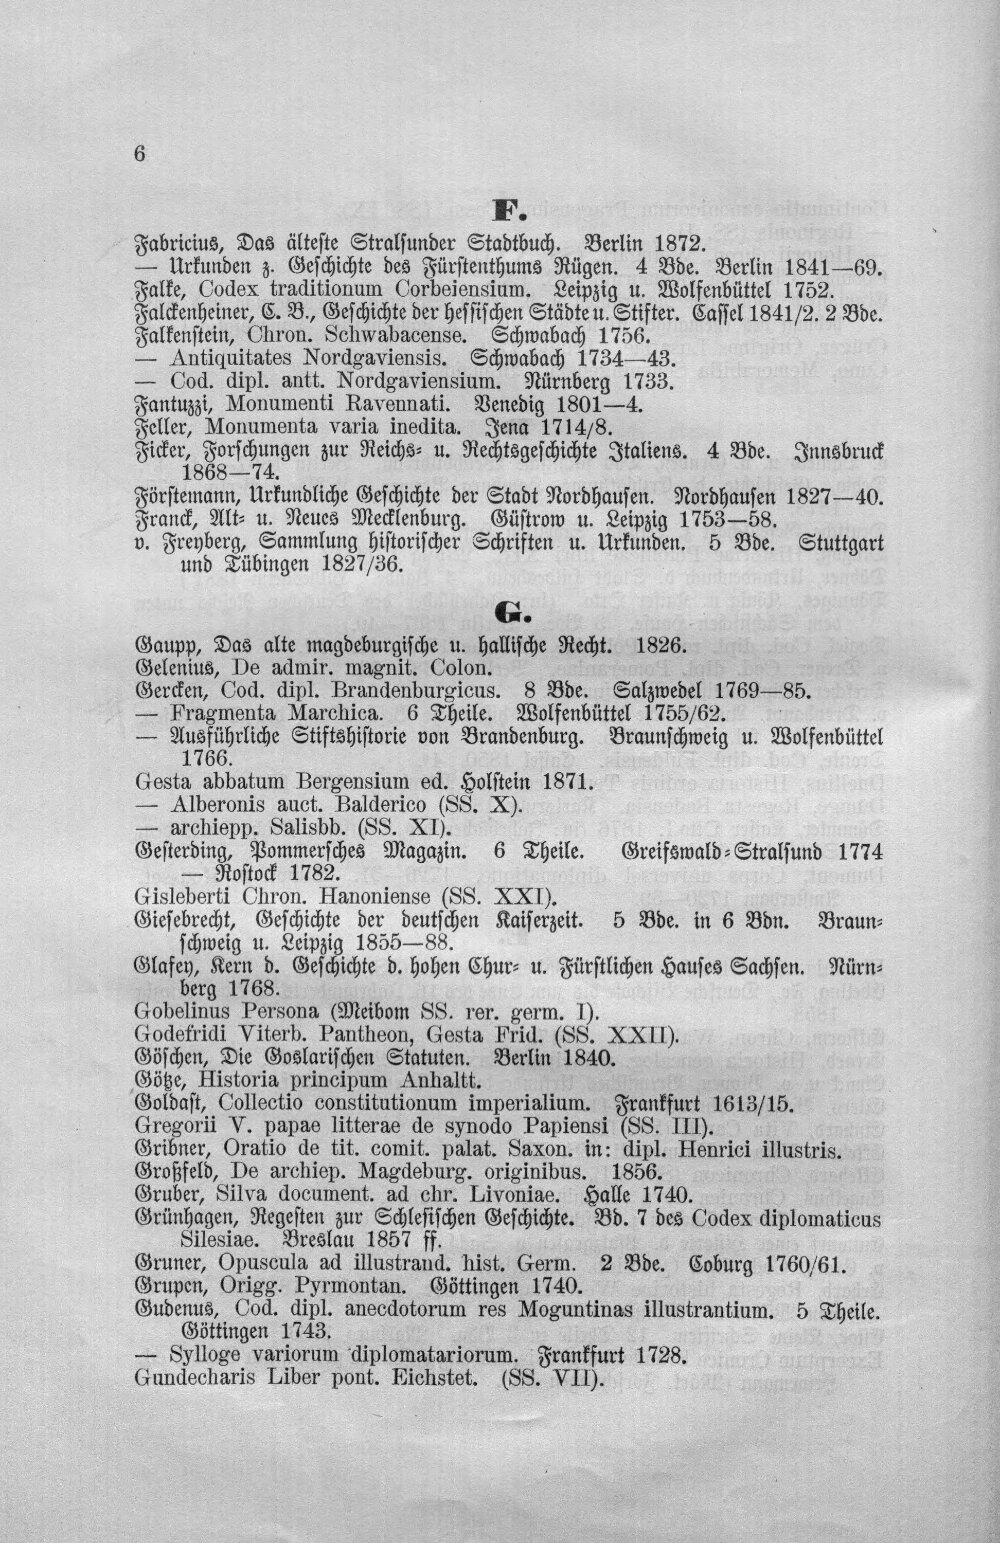 6
F.
Fabricius, Das älteste Stralsunder Stadtbuch. Berlin 1872.
— Urkunden z. Geschichte des Fürstenthums Rügen. 4 Bde. Berlin 1841—69.
Falke, Codex traditionum Corbeiensium. Leipzig u. Wolfenbüttel 1752.
Falckenheiner, C. B., Geschichte der hessischen Städte u. Stifter. Cassel 1841/2. 2 Bde.
Falkenstein, Chron. Schwabacense. Schwabach 1756.
— Antiquitates Nordgaviensis. Schwabach 1734—43.
— Cod. dipl. antt. Nordgaviensium. Nürnberg 1733.
Fantuzzi, Monumenti Ravennati. Venedig 1801—4.
Feller, Monumenta varia inedita. Jena 1714/8.
Ficker, Forschungen zur Reichs- u. Rechtsgeschichte Italiens. 4 Bde. Innsbruck
1868—74.
Förstemann, Urkundliche Geschichte der Stadt Nordhausen. Nordhausen 1827—40.
Franck, Alt- u. Neues Mecklenburg. Güstrow u. Leipzig 1753—58.
v. Freyberg, Sammlung historischer Schriften u. Urkunden. 5 Bde. Stuttgart
und Tübingen 1827/36.
G.
Gaupp, Das alte magdeburgische u. hallische Recht. 1826.
Gelenius, De admir. magnit. Colon.
Gercken, Cod. dipl. Brandenburgicus. 8 Bde. Salzwedel 1769—85.
— Fragmenta Marchica. 6 Theile. Wolfenbüttel 1755/62.
— Ausführliche Stiftshistorie von Brandenburg. Braunschweig u. Wolfenbüttel
1766.
Gesta abbatum Bergensium ed. Holstein 1871.
— Alberonis auct. Balderico (SS. X).
— archiepp. Salisbb. (SS. XI).
Gesterding, Pommersches Magazin. 6 Theile. Greifswald-Stralsund 1774
— Rostock 1782.
Gisleberti Chron. Hanoniense (SS. XXI).
Giesebrecht, Geschichte der deutschen Kaiserzeit. 5 Bde. in 6 Bdn. Braun-
schweig u. Leipzig 1855—88.
Glafey, Kern d. Geschichte d. hohen Chur- u. Fürstlichen Hauses Sachsen. Nürn-
berg 1768.
Gobelinus Persona (Meibom SS. rer. germ. I).
Godefridi Viterb. Pantheon, Gesta Frid. (SS. XXII).
Göschen, Die Goslarischen Statuten. Berlin 1840.
Götze, Historia principum Anhaltt.
Goldast, Collectio constitutionum imperialium. Frankfurt 1613/15.
Gregorii V. papae litterae de synodo Papiensi (SS. III).
Gribner, Oratio de tit. comit. palat. Saxon. in: dipl. Henrici illustris.
Großfeld, De archiep. Magdeburg. originibus. 1856.
Gruber, Silva document. ad chr. Livoniae. Halle 1740.
Grünhagen, Regesten zur Schlesischen Geschichte. Bd. 7 des Codex diplomaticus
Silesiae. Breslau 1857 ff.
Gruner, Opuscula ad illustrand. hist. Germ. 2 Bde. Coburg 1760/61.
Grupen, Origg. Pyrmontan. Göttingen 1740.
Gudenus, Cod. dipl. anecdotorum res Moguntinas illustrantium. 5 Theile.
Göttingen 1743.
— Sylloge variorum diplomatariorum. Frankfurt 1728.
Gundecharis Liber pont. Eichstet. (SS. VII).